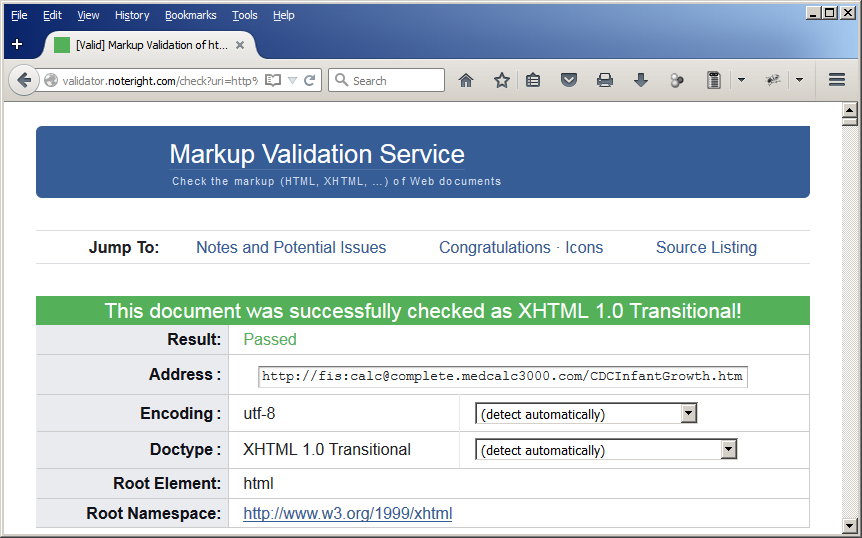 File Edit View History Bookmarks Tools Help
[Valid] Markup Validation of ht...
validator.noteright.com/check?uri=http%
Search
Markup Validation Service
Check the markup (HTML, XHTML, …) of Web documents
Jump To: Notes and Potential Issues Congratulations · Icons Source Listing
This document was successfully checked as XHTML 1.0 Transitional!
Result: Passed
Address : http://fis:calc@complete.medcalc3000.com/CDCInfantGrowth.htm
Encoding : utf-8 (detect automatically)
Doctype : XHTML 1.0 Transitional (detect automatically)
Root Element: html
Root Namespace: http://www.w3.org/1999/xhtml